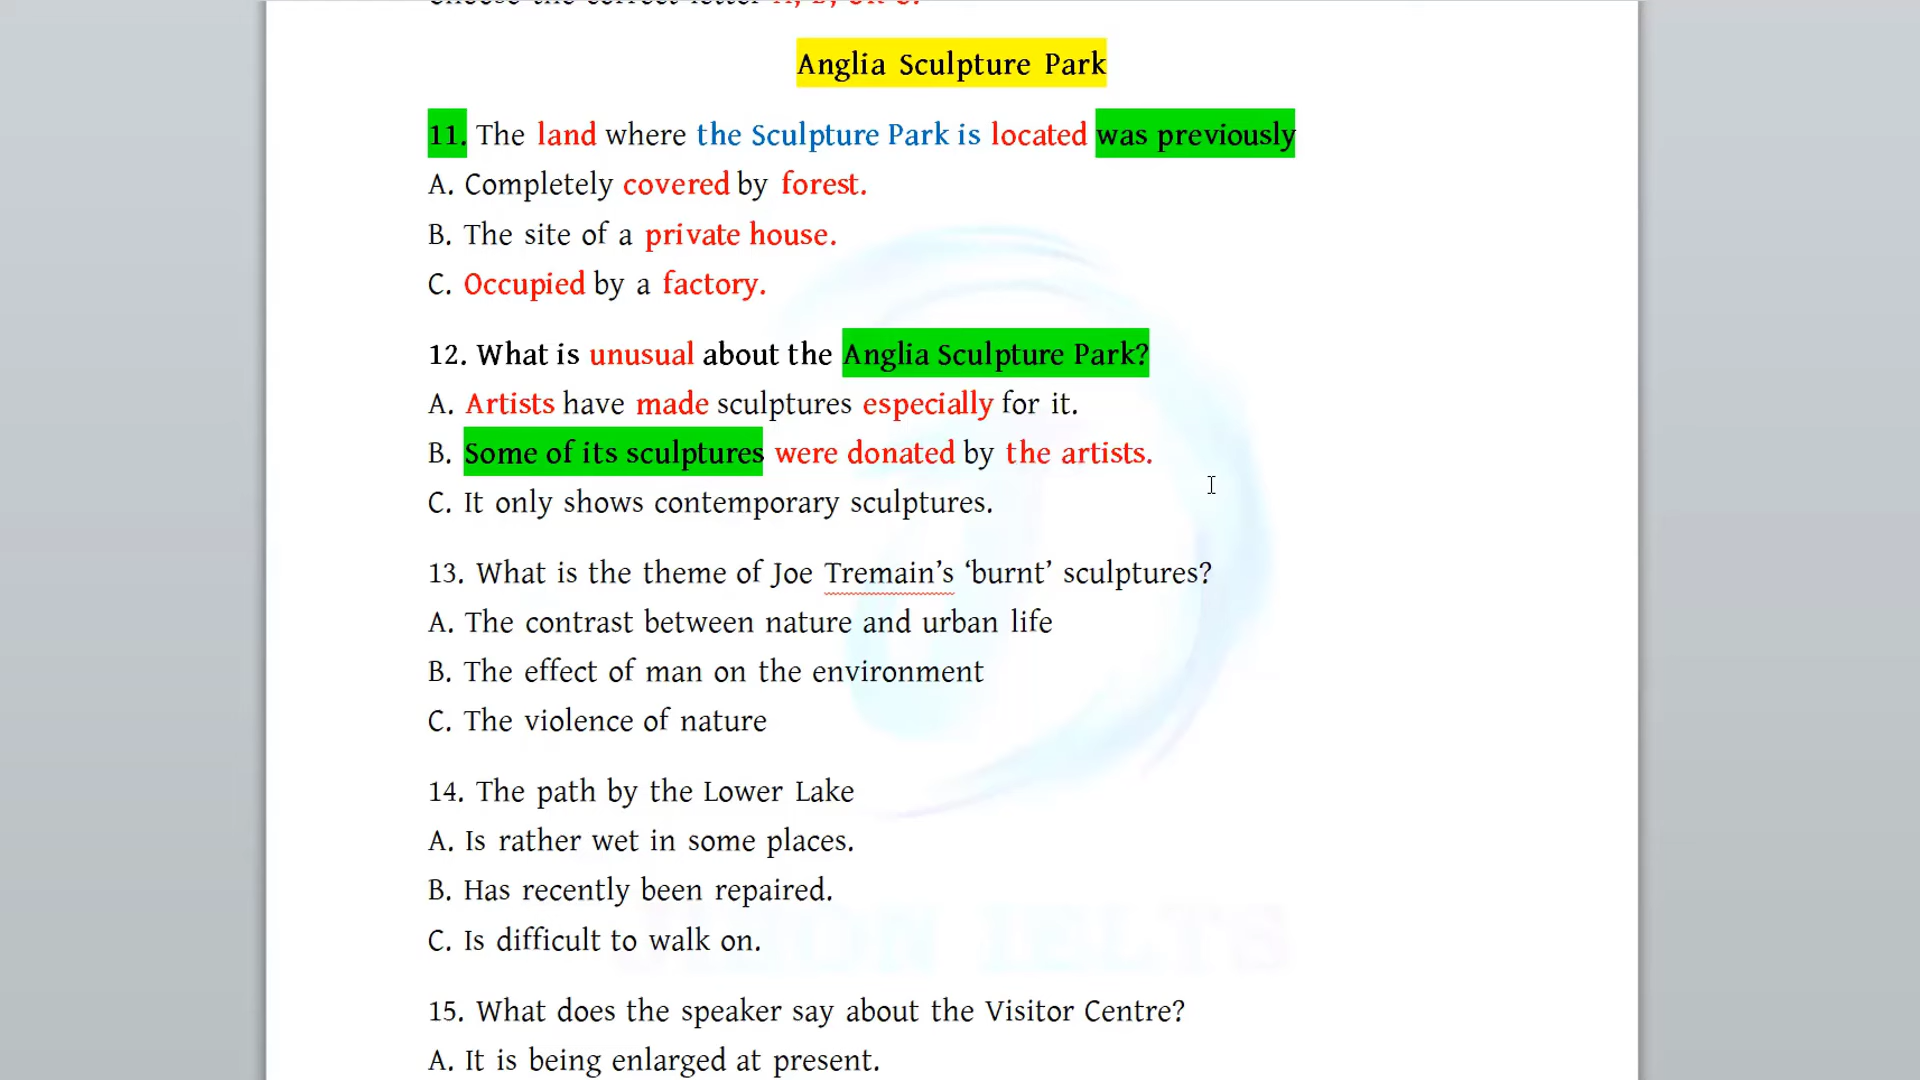 choose the correct letter A, B, or C.
Anglia Sculpture Park
11. The land where the Sculpture Park is located was previously
A. Completely covered by forest.
B. The site of a private house.
C. Occupied by a factory.
12. What is unusual about the Anglia Sculpture Park?
A. Artists have made sculptures especially for it.
B. Some of its sculptures were donated by the artists.
C. It only shows contemporary sculptures.
13. What is the theme of Joe Tremain’s ‘burnt’ sculptures?
A. The contrast between nature and urban life
B. The effect of man on the environment
C. The violence of nature
14. The path by the Lower Lake
A. Is rather wet in some places.
B. Has recently been repaired.
C. Is difficult to walk on.
IELTS
15. What does the speaker say about the Visitor Centre?
A. It is being enlarged at present.